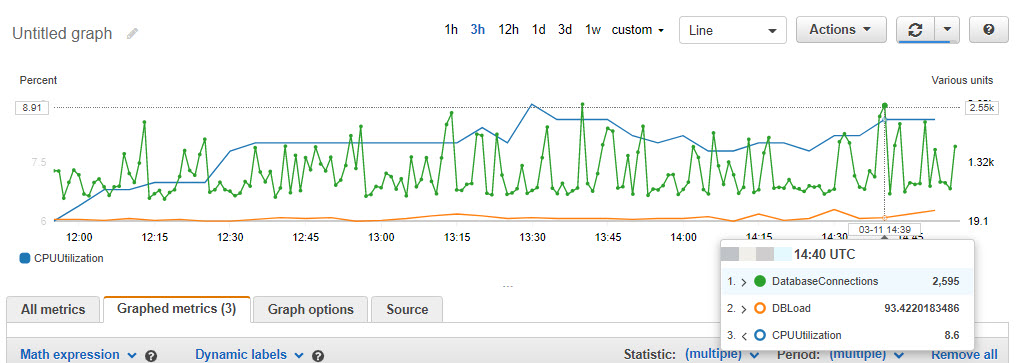 Untitled graph
1h 3h 12h 1d 3d 1w custom Line Actions ?
Percent Various units
8.91 2.55k
7.5 1.32k
6 19.1
12:00 12:15 12:30 12:45 13:00 13:15 13:30 13:45 14:00 14:15 14:30 14:45
03-11 14:39
CPUUtilization
14:40 UTC
1. DatabaseConnections 2,595
2. DBLoad 93.4220183486
3. CPUUtilization 8.6
All metrics Graphed metrics (3) Graph options Source
Math expression ? Dynamic labels ? Statistic: (multiple) Period: (multiple) Remove all